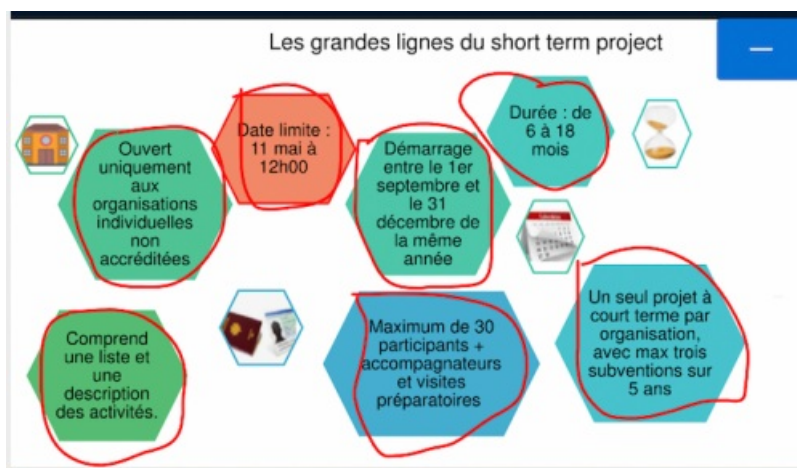 Les grandes lignes du short term project
Ouvert
uniquement
aux
organisations
individuelles
non
accréditées
Date limite :
11 mai à
12h00
Démarrage
entre le 1er
septembre et
le 31
décembre de
la même
année
Durée : de
6 à 18
mois
Comprend
une liste et
une
description
des activités.
Maximum de 30
participants +
accompagnateurs
et visites
préparatoires
Un seul projet à
court terme par
organisation,
avec max trois
subventions sur
5 ans